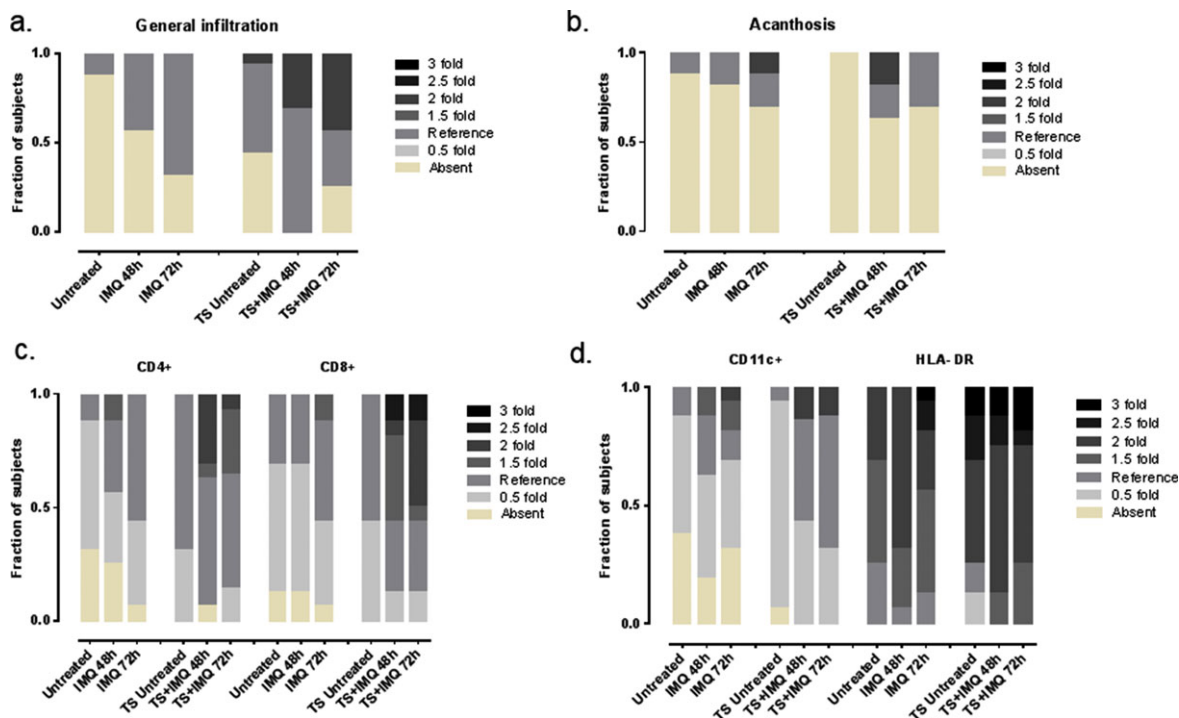 a.
General infiltration
Fraction of subjects
1.0
0.5
0.0
Untreated
IMQ 48h
IMQ 72h
TS Untreated
TS+IMQ 48h
TS+IMQ 72h
3 fold
2.5 fold
2 fold
1.5 fold
Reference
0.5 fold
Absent
b.
Acanthosis
Fraction of subjects
1.0
0.5
0.0
Untreated
IMQ 48h
IMQ 72h
TS Untreated
TS+IMQ 48h
TS+IMQ 72h
3 fold
2.5 fold
2 fold
1.5 fold
Reference
0.5 fold
Absent
c.
CD4+
CD8+
Fraction of subjects
1.0
0.5
0.0
Untreated
IMQ 48h
IMQ 72h
TS Untreated
TS+IMQ 48h
TS+IMQ 72h
Untreated
IMQ 48h
IMQ 72h
TS Untreated
TS+IMQ 48h
TS+IMQ 72h
3 fold
2.5 fold
2 fold
1.5 fold
Reference
0.5 fold
Absent
d.
CD11c+
HLA- DR
Fraction of subjects
1.0
0.5
0.0
Untreated
IMQ 48h
IMQ 72h
TS Untreated
TS+IMQ 48h
TS+IMQ 72h
Untreated
IMQ 48h
IMQ 72h
TS Untreated
TS+IMQ 48h
TS+IMQ 72h
3 fold
2.5 fold
2 fold
1.5 fold
Reference
0.5 fold
Absent